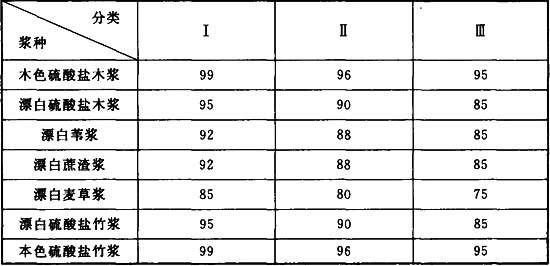 分类
浆种
Ⅰ Ⅱ Ⅲ
木色硫酸盐木浆 99 96 95
漂白硫酸盐木浆 95 90 85
漂白苇浆 92 88 85
漂白蔗渣浆 92 88 85
漂白麦草浆 85 80 75
漂白硫酸盐竹浆 95 90 85
本色硫酸盐竹浆 99 96 95